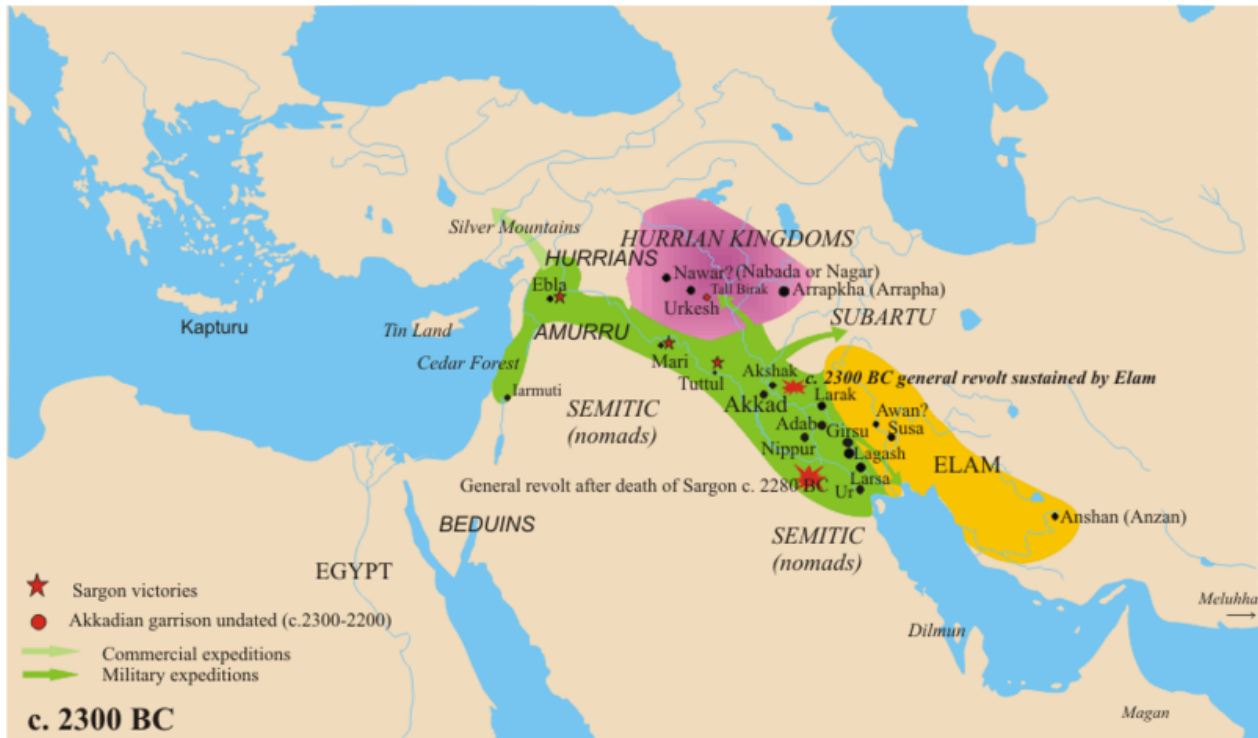 Silver Mountains
HURRIAN KINGDOMS
HURRIANS
Nawar? (Nabada or Nagar)
Ebla
Tall Birak
Arrapkha (Arrapha)
Urkesh
SUBARTU
Kapturu
Tin Land
AMURRU
Cedar Forest
Mari
Tuttul
Akshak
c. 2300 BC general revolt sustained by Elam
Iarmuti
Akkad
Larak
SEMITIC
(nomads)
Awan?
Adab
Girsu
Susa
Nippur
Lagash
ELAM
Larsa
General revolt after death of Sargon c. 2280 BC
Ur
Anshan (Anzan)
BEDUINS
SEMITIC
(nomads)
EGYPT
Sargon victories
Meluhha
Akkadian garrison undated (c.2300-2200)
Dilmun
Commercial expeditions
Military expeditions
Magan
c. 2300 BC